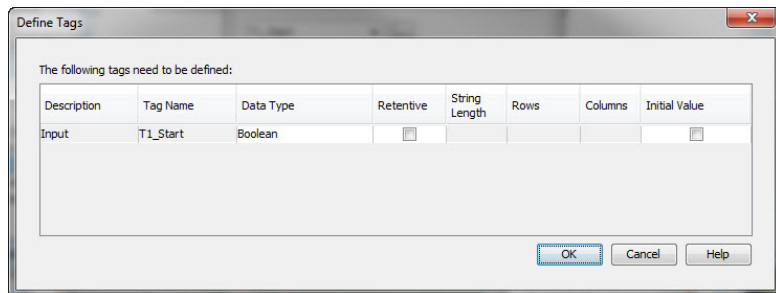 Define Tags
The following tags need to be defined:
Description Tag Name Data Type Retentive String Length Rows Columns Initial Value
Input T1_Start Boolean
OK Cancel Help